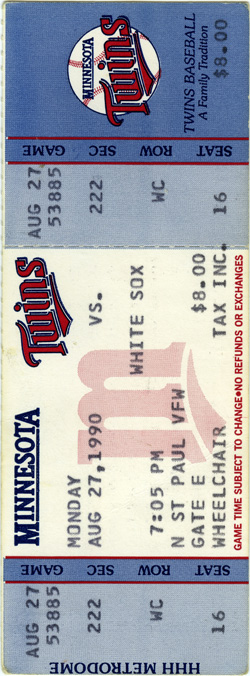 MINNESOTA
Twins
TWINS BASEBALL
A Family Tradition
$8.00
GAME SEC ROW SEAT
AUG 27 222 WC 16
53885
MINNESOTA Twins
MONDAY VS.
AUG 27,1990 WHITE SOX
7:05 PM
N ST PAUL VFW $8.00
GATE E
WHEELCHAIR TAX INC.
GAME TIME SUBJECT TO CHANGE•NO REFUNDS OR EXCHANGES
GAME SEC ROW SEAT
AUG 27 222 WC 16
53885
HHH METRODOME